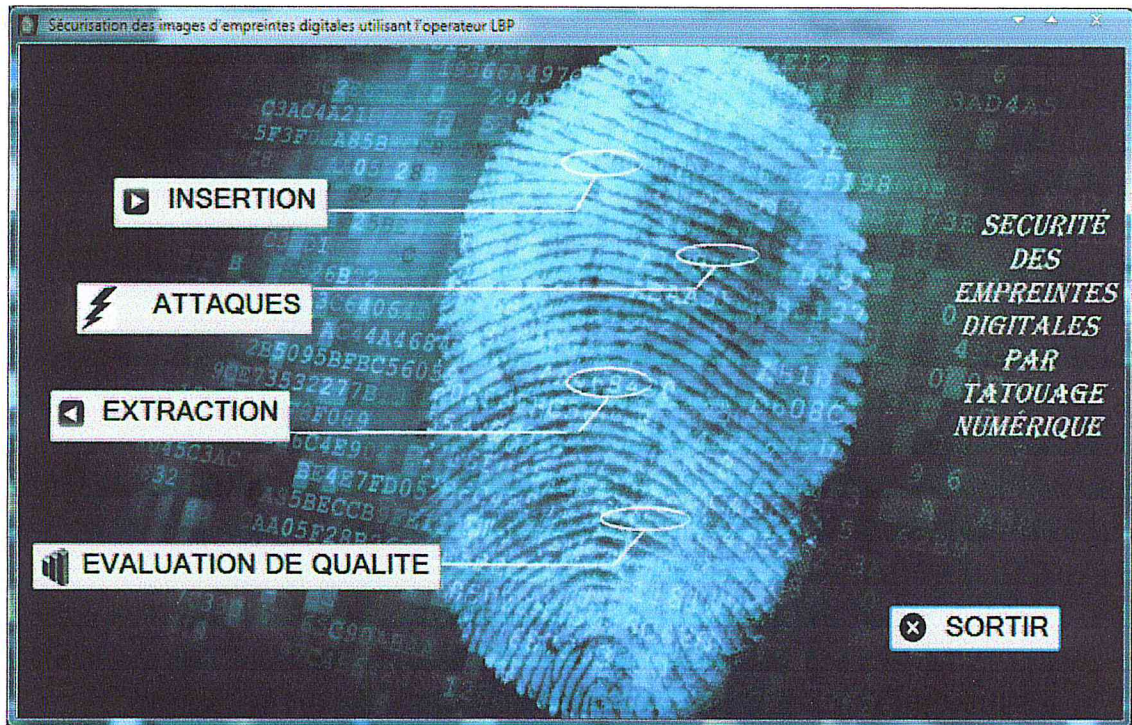 Sécurisation des images d'empreintes digitales utilisant l'operateur LBP
INSERTION
ATTAQUES
EXTRACTION
EVALUATION DE QUALITE
SECURITÉ
DES
EMPREINTES
DIGITALES
PAR
TATOUAGE
NUMÉRIQUE
SORTIR